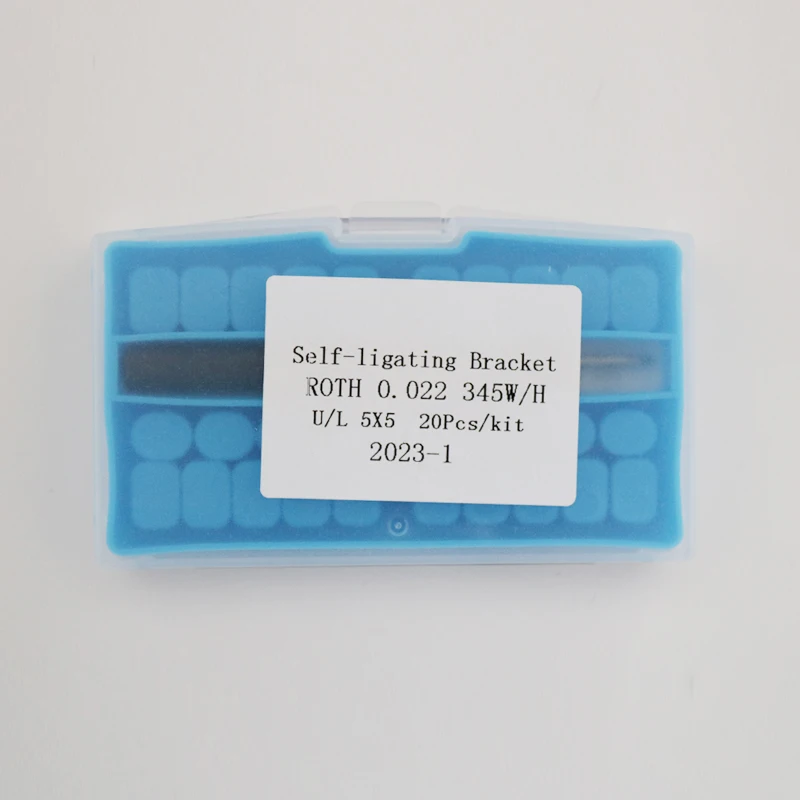 Self-ligating Bracket
ROTH 0.022 345W/H
U/L 5X5 20Pcs/kit
2023-1